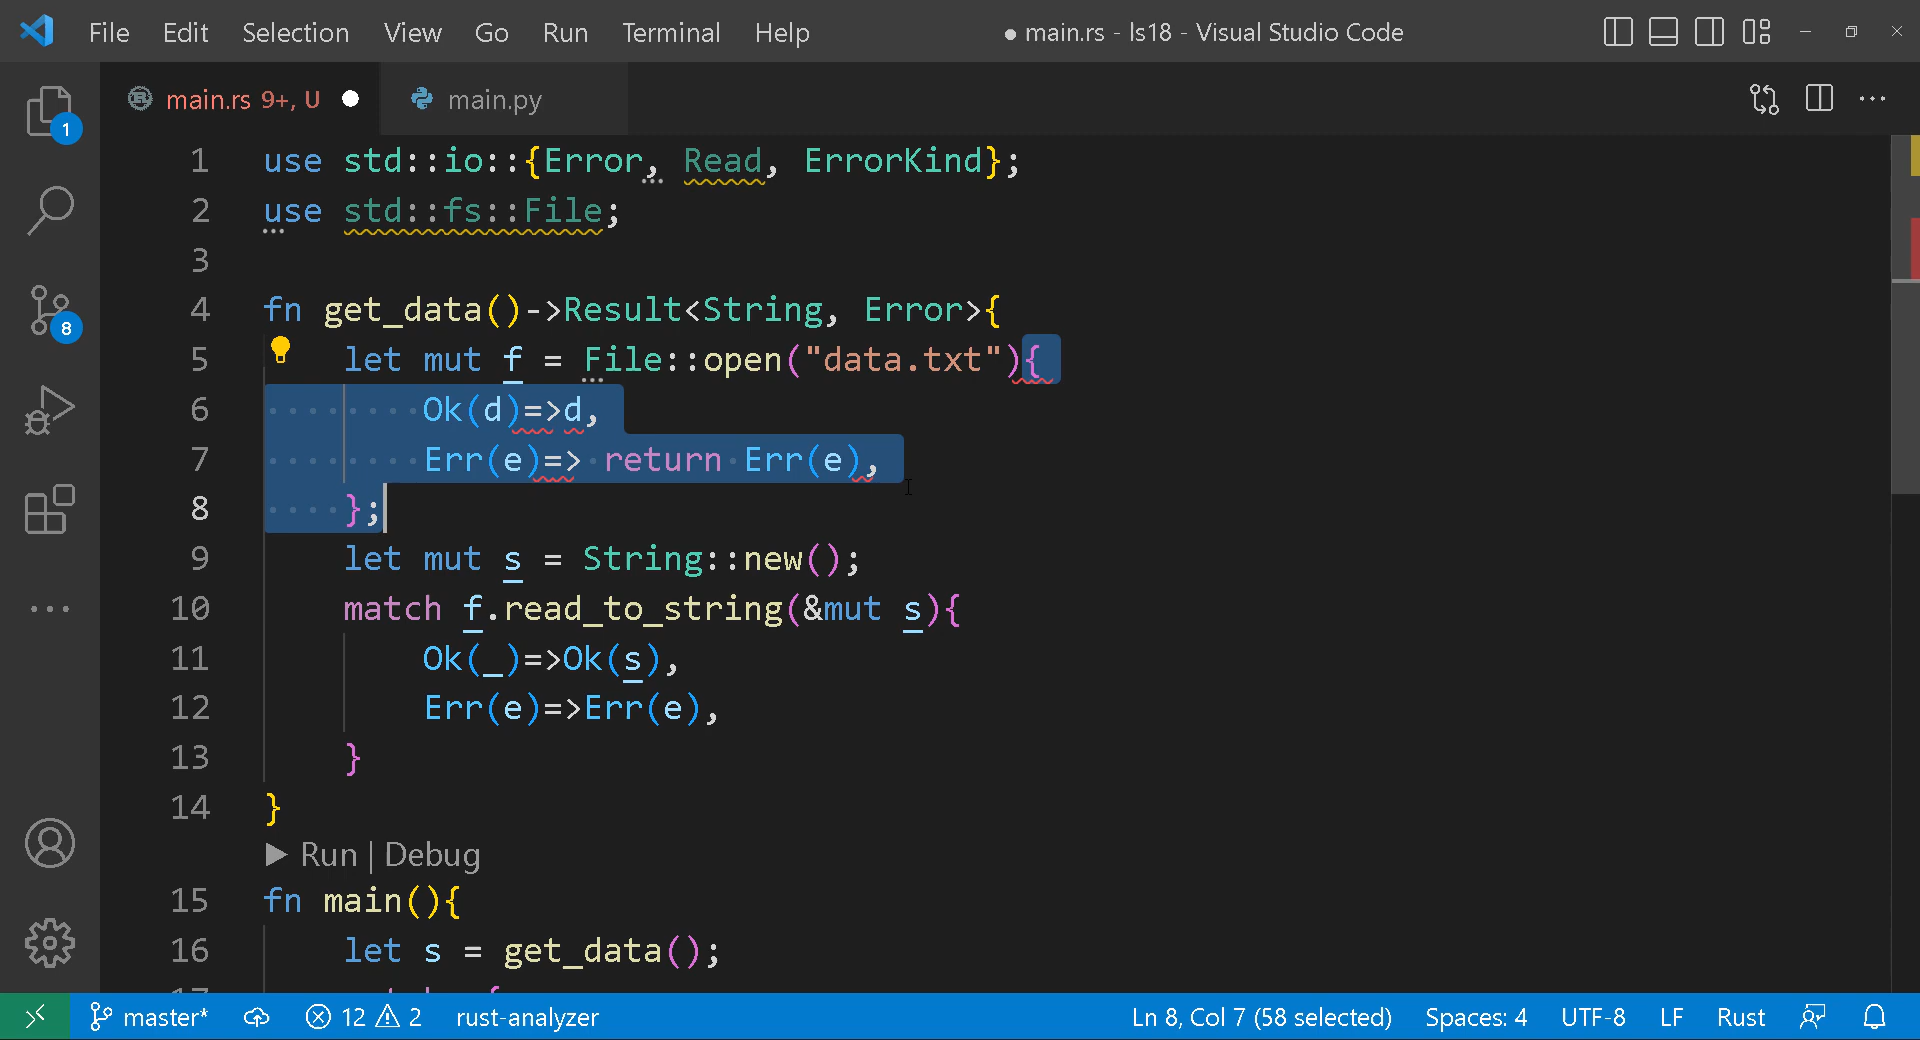 File Edit Selection View Go Run Terminal Help ● main.rs - ls18 - Visual Studio Code
main.rs 9+, U ● main.py
1 use std::io::{Error, Read, ErrorKind};
2 use std::fs::File;
3
4 fn get_data()->Result<String, Error>{
5 let mut f = File::open("data.txt"){
6 Ok(d)=>d,
7 Err(e)=> return Err(e),
8 };
9 let mut s = String::new();
10 match f.read_to_string(&mut s){
11 Ok(_)=>Ok(s),
12 Err(e)=>Err(e),
13 }
14 }
▶ Run | Debug
15 fn main(){
16 let s = get_data();
1
8
master* 12 2 rust-analyzer Ln 8, Col 7 (58 selected) Spaces: 4 UTF-8 LF Rust